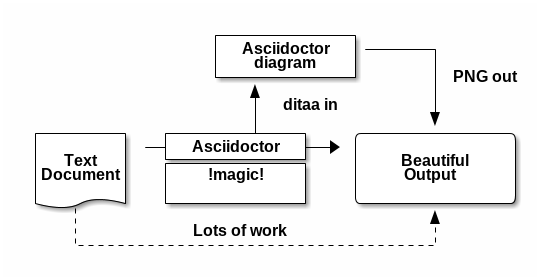 Asciidoctor
diagram
PNG out
ditaa in
Asciidoctor
!magic!
Text
Document
Beautiful
Output
Lots of work